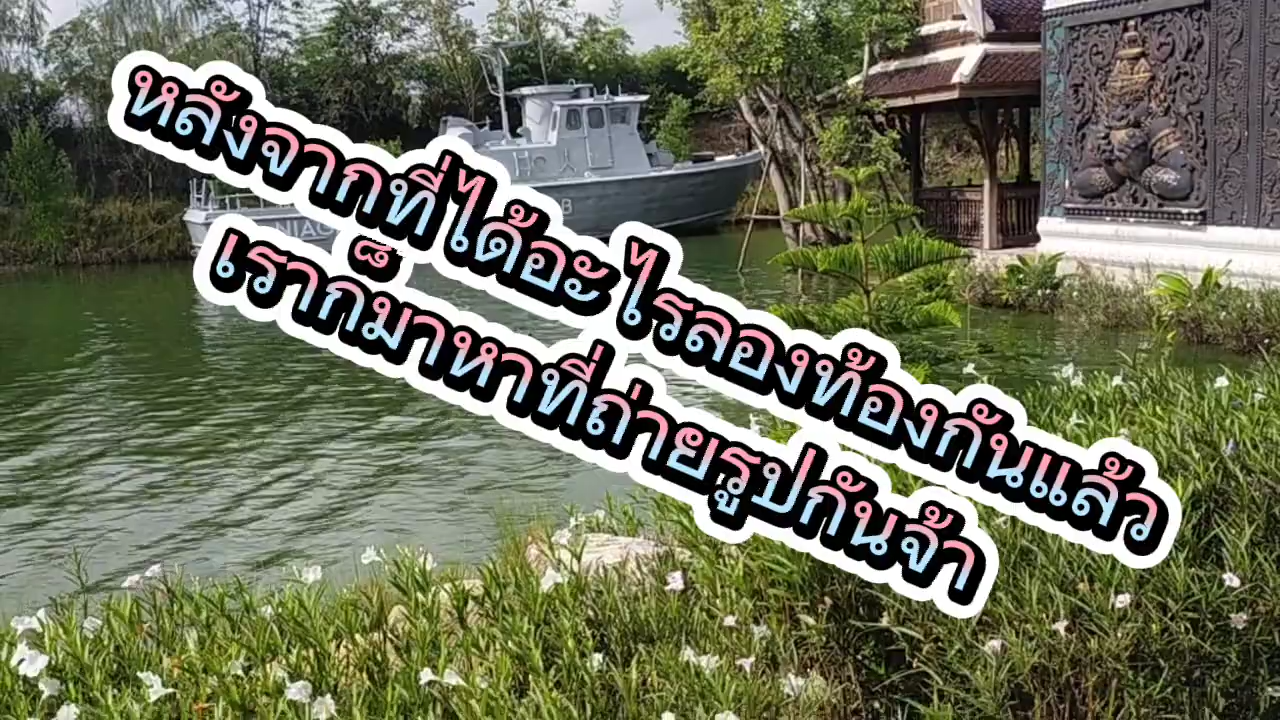 หลังจากที่ได้อะไรลองท้องกันแล้ว
เราก็มาหาที่ถ่ายรูปกันจ้า